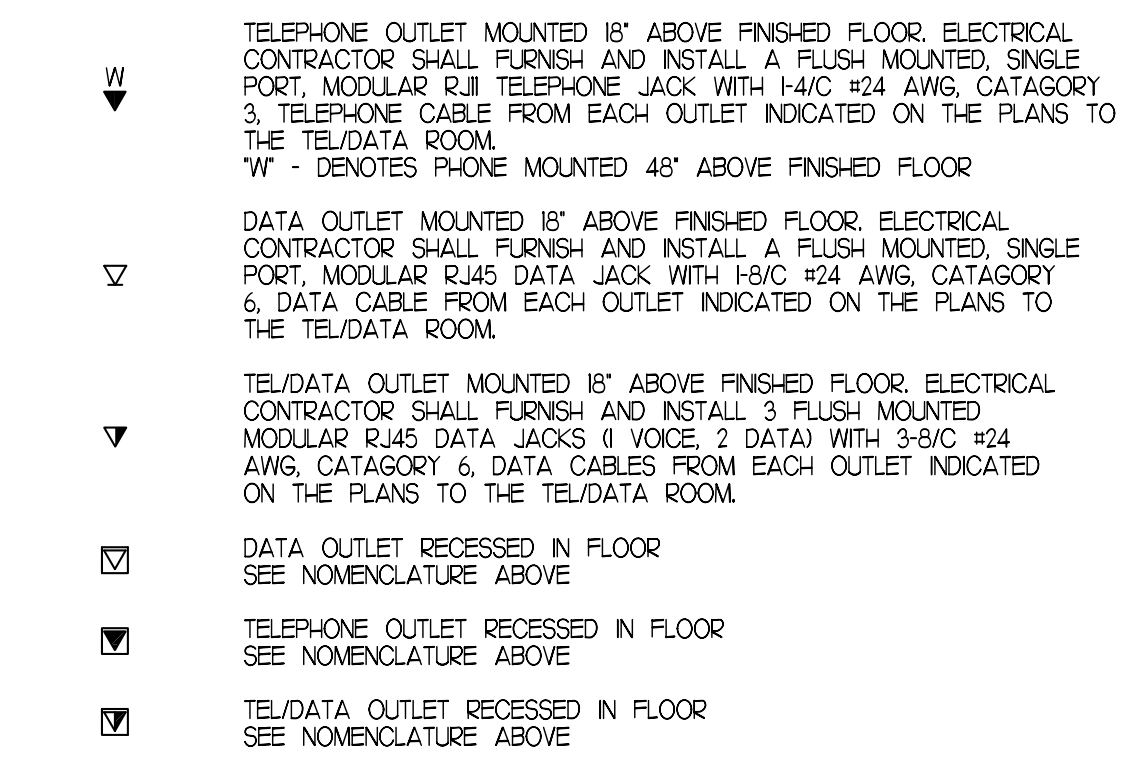 TELEPHONE OUTLET MOUNTED 18" ABOVE FINISHED FLOOR. ELECTRICAL
CONTRACTOR SHALL FURNISH AND INSTALL A FLUSH MOUNTED, SINGLE
W
PORT, MODULAR RJ11 TELEPHONE JACK WITH 1-4/C #24 AWG, CATAGORY
3, TELEPHONE CABLE FROM EACH OUTLET INDICATED ON THE PLANS TO
THE TEL/DATA ROOM.
"W" - DENOTES PHONE MOUNTED 48" ABOVE FINISHED FLOOR
DATA OUTLET MOUNTED 18" ABOVE FINISHED FLOOR. ELECTRICAL
CONTRACTOR SHALL FURNISH AND INSTALL A FLUSH MOUNTED, SINGLE
PORT, MODULAR RJ45 DATA JACK WITH 1-8/C #24 AWG, CATAGORY
6, DATA CABLE FROM EACH OUTLET INDICATED ON THE PLANS TO
THE TEL/DATA ROOM.
TEL/DATA OUTLET MOUNTED 18" ABOVE FINISHED FLOOR. ELECTRICAL
CONTRACTOR SHALL FURNISH AND INSTALL 3 FLUSH MOUNTED
MODULAR RJ45 DATA JACKS (1 VOICE, 2 DATA) WITH 3-8/C #24
AWG, CATAGORY 6, DATA CABLES FROM EACH OUTLET INDICATED
ON THE PLANS TO THE TEL/DATA ROOM.
DATA OUTLET RECESSED IN FLOOR
SEE NOMENCLATURE ABOVE
TELEPHONE OUTLET RECESSED IN FLOOR
SEE NOMENCLATURE ABOVE
TEL/DATA OUTLET RECESSED IN FLOOR
SEE NOMENCLATURE ABOVE